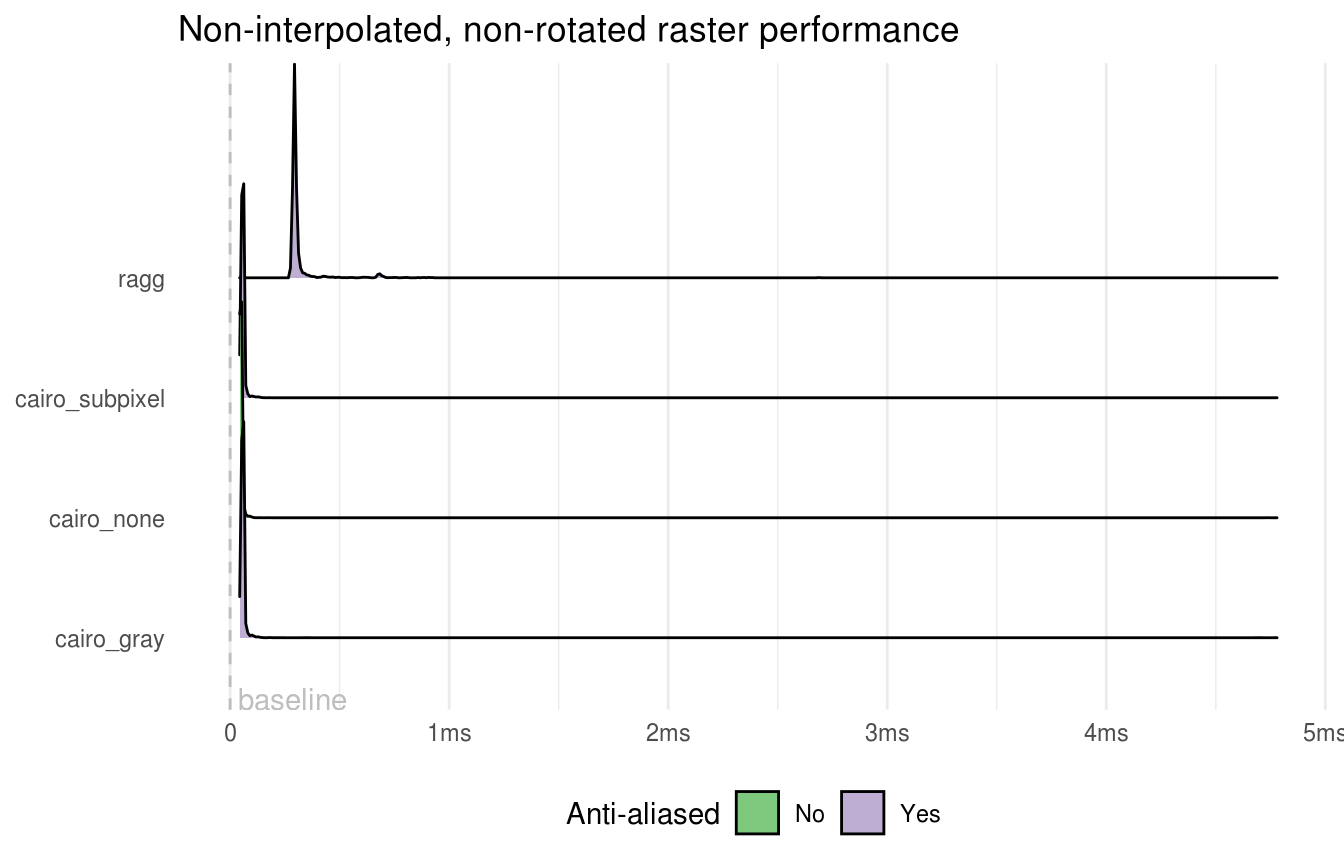 Non-interpolated, non-rotated raster performance
ragg
cairo_subpixel
cairo_none
cairo_gray
baseline
0 1ms 2ms 3ms 4ms 5ms
Anti-aliased No Yes